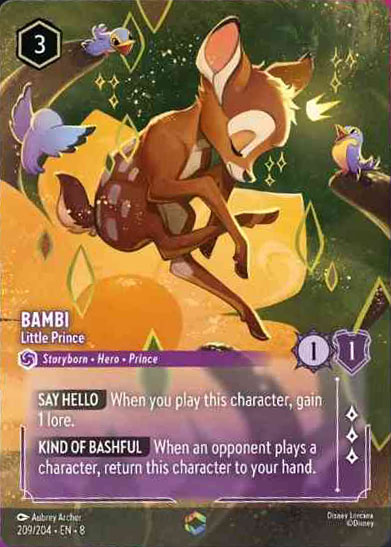 3
BAMBI
Little Prince
Storyborn • Hero • Prince
1 1
SAY HELLO When you play this character, gain
1 lore.
KIND OF BASHFUL When an opponent plays a
character, return this character to your hand.
Aubrey Archer
209/204 • EN • 8
Disney Lorcana
©Disney